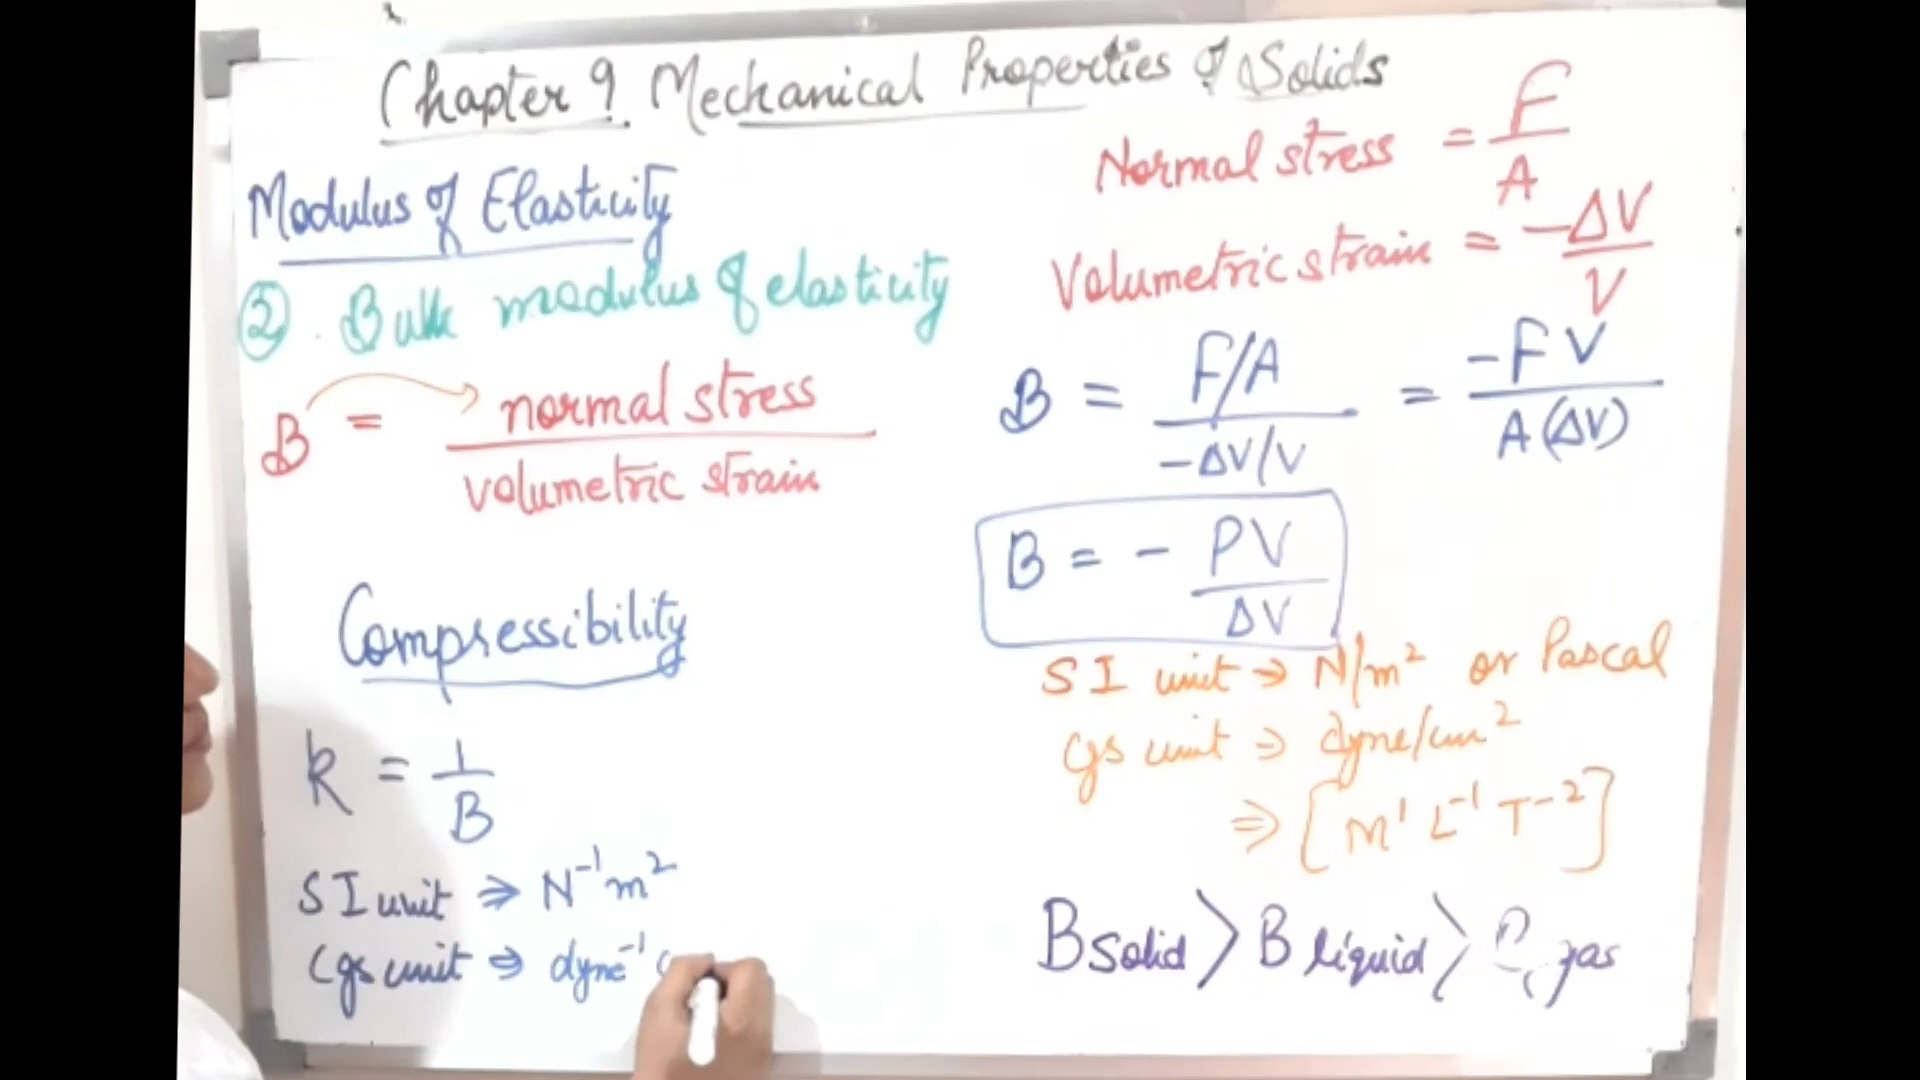 Chapter 9 Mechanical Properties of Solids
Modulus of Elasticity
② . Bulk modulus of elasticity
B = normal stress
volumetric strain
Compressibility
k = 1
B
SI unit ⇒ N⁻¹m²
Cgs unit ⇒ dyne⁻¹ c
Normal stress = F
A
Volumetric strain = -ΔV
V
B = F/A = -FV
-ΔV/V A(ΔV)
B = - PV
ΔV
SI unit → N/m² or Pascal
Cgs unit ⇒ dyne/cm²
⇒ [M¹ L⁻¹ T⁻²]
B solid > B liquid > gas